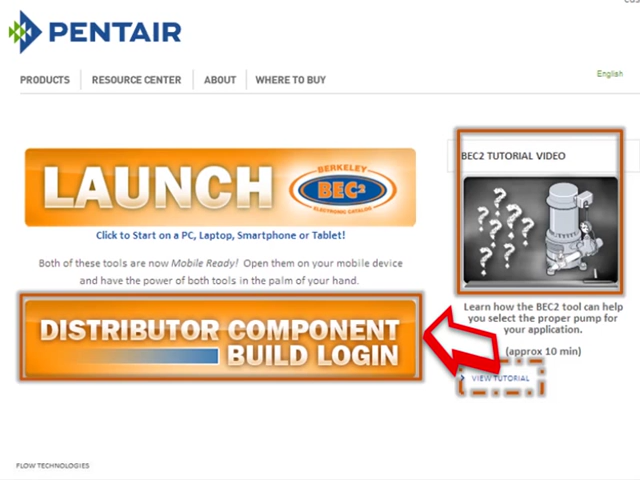 PENTAIR
PRODUCTS
RESOURCE CENTER
ABOUT
WHERE TO BUY
English
LAUNCH
BERKELEY
BEC2
ELECTRONIC CATALOG
Click to Start on a PC, Laptop, Smartphone or Tablet!
Both of these tools are now Mobile Ready! Open them on your mobile device
and have the power of both tools in the palm of your hand.
DISTRIBUTOR COMPONENT
BUILD LOGIN
BEC2 TUTORIAL VIDEO
? ? ? ? ? ? ?
Learn how the BEC2 tool can help
you select the proper pump for
your application.
(approx 10 min)
VIEW TUTORIAL
FLOW TECHNOLOGIES